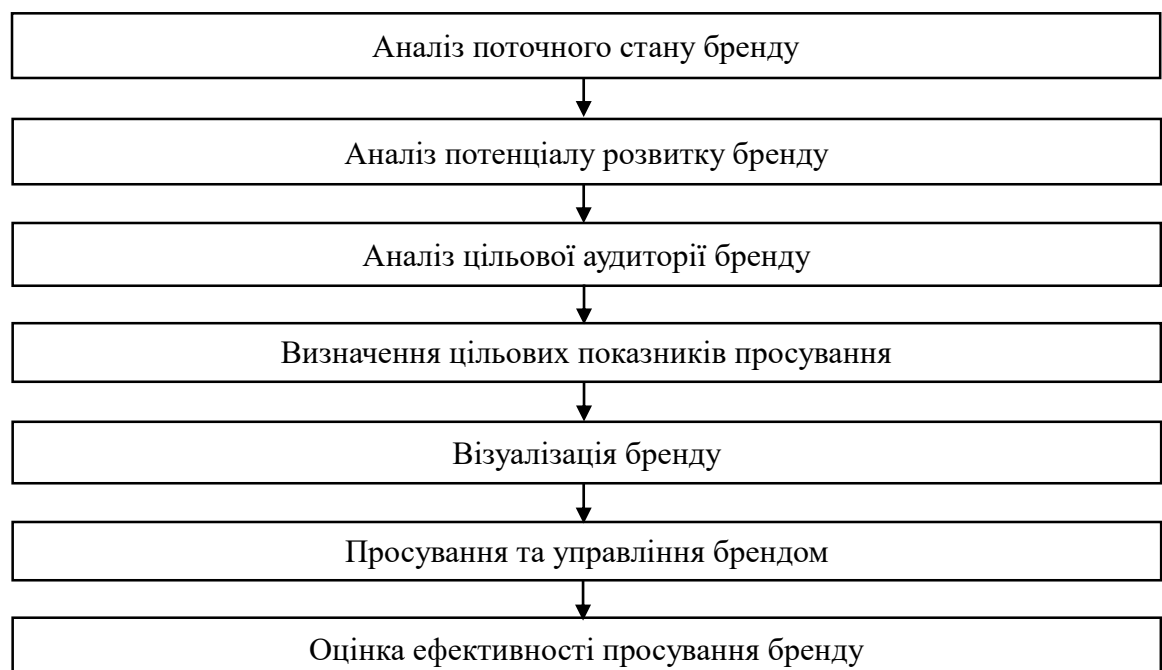 Аналіз поточного стану бренду
Аналіз потенціалу розвитку бренду
Аналіз цільової аудиторії бренду
Визначення цільових показників просування
Візуалізація бренду
Просування та управління брендом
Оцінка ефективності просування бренду